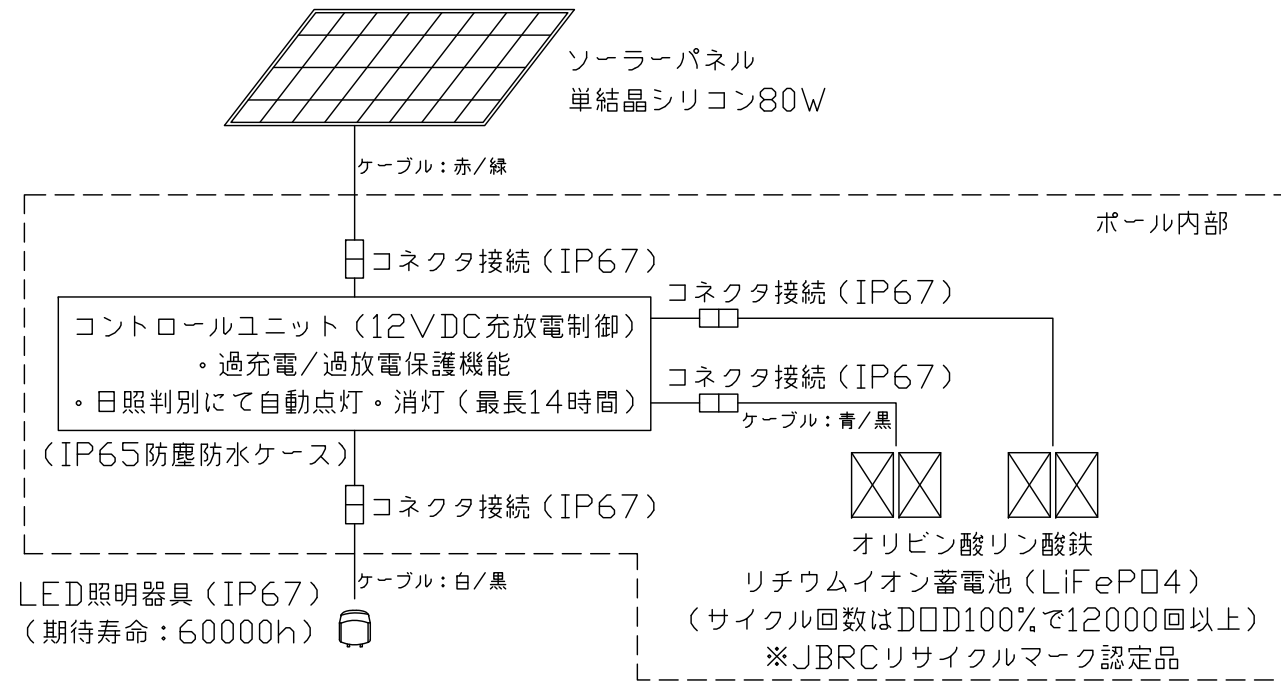 ソーラーパネル
単結晶シリコン80W
ケーブル：赤/緑
ポール内部
コネクタ接続（IP67）
コネクタ接続（IP67）
コントロールユニット（12VDC充放電制御）
・過充電/過放電保護機能
・日照判別にて自動点灯・消灯（最長14時間）
コネクタ接続（IP67）
ケーブル：青/黒
（IP65防塵防水ケース）
コネクタ接続（IP67）
オリビン酸リン酸鉄
リチウムイオン蓄電池（LiFePO4）
（サイクル回数はDOD100%で12000回以上）
※JBRCリサイクルマーク認定品
ケーブル：白/黒
LED照明器具（IP67）
（期待寿命：60000h）